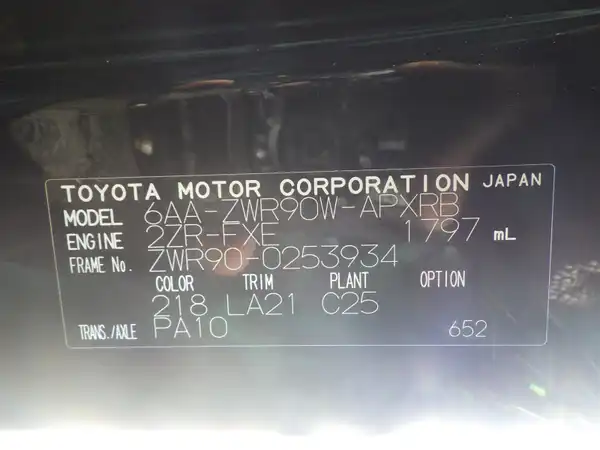 TOYOTA MOTOR CORPORATION JAPAN
MODEL 6AA-ZWR90W-APXRB
ENGINE 2ZR-FXE 1797 mL
FRAME No. ZWR90-0253934
COLOR TRIM PLANT OPTION
218 LA21 C25
TRANS./AXLE PA10 652